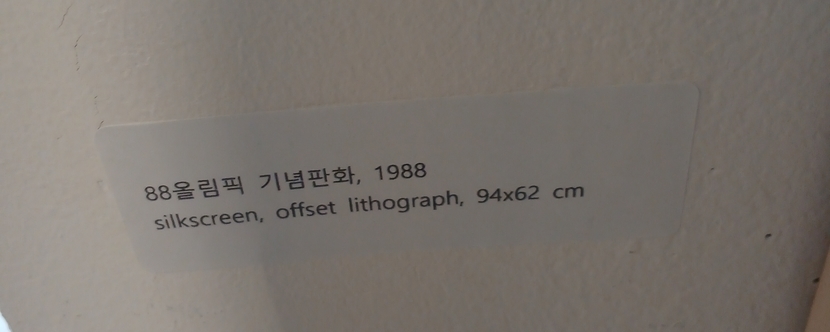 88올림픽 기념판화, 1988
silkscreen, offset lithograph, 94x62 cm